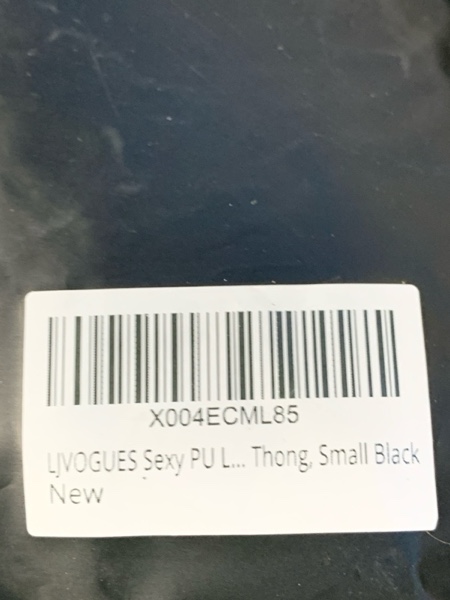 X004ECML85
LJVOGUES Sexy PU L... Thong, Small Black
New